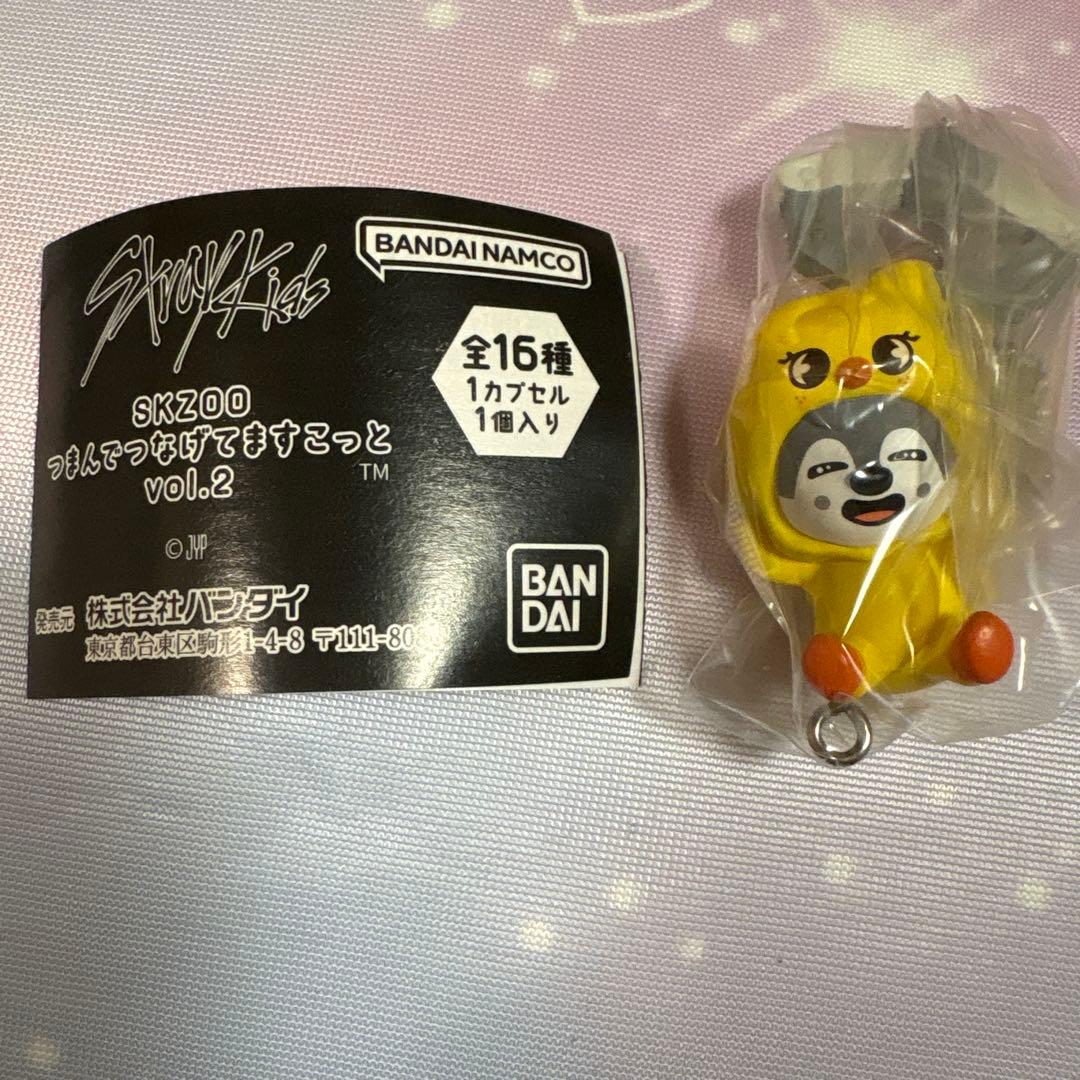 Stray Kids
BANDAI NAMCO
全16種
1カプセル
1個入り
SKZOO
つまんでつなげてますこっと
TM
vol.2
© JYP
発売元 株式会社バンダイ
東京都台東区駒形1-4-8 〒111-80
BAN
DAI